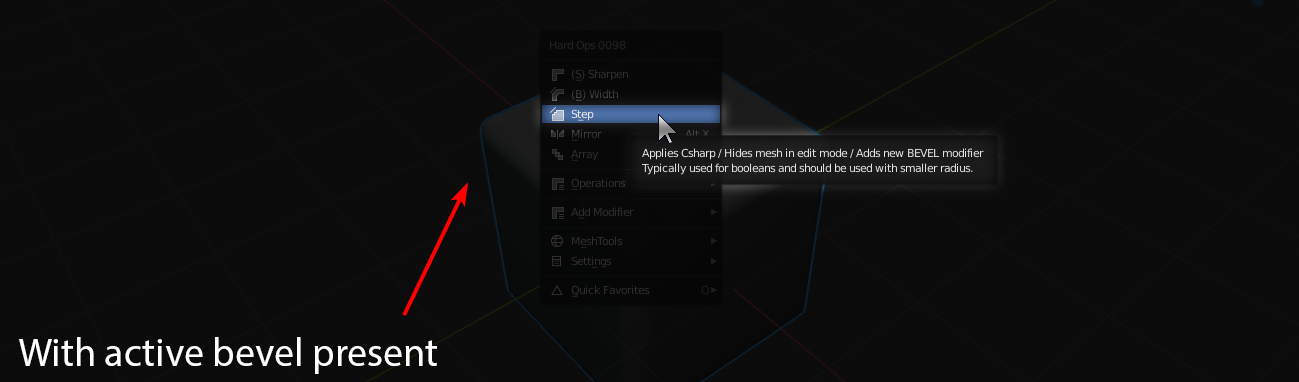 Hard Ops 0098
(S) Sharpen
(B) Width
Step
Mirror Alt X
Array
Applies Csharp / Hides mesh in edit mode / Adds new BEVEL modifier
Typically used for booleans and should be used with smaller radius.
Operations
Add Modifier
MeshTools
Settings
Quick Favorites Q
With active bevel present